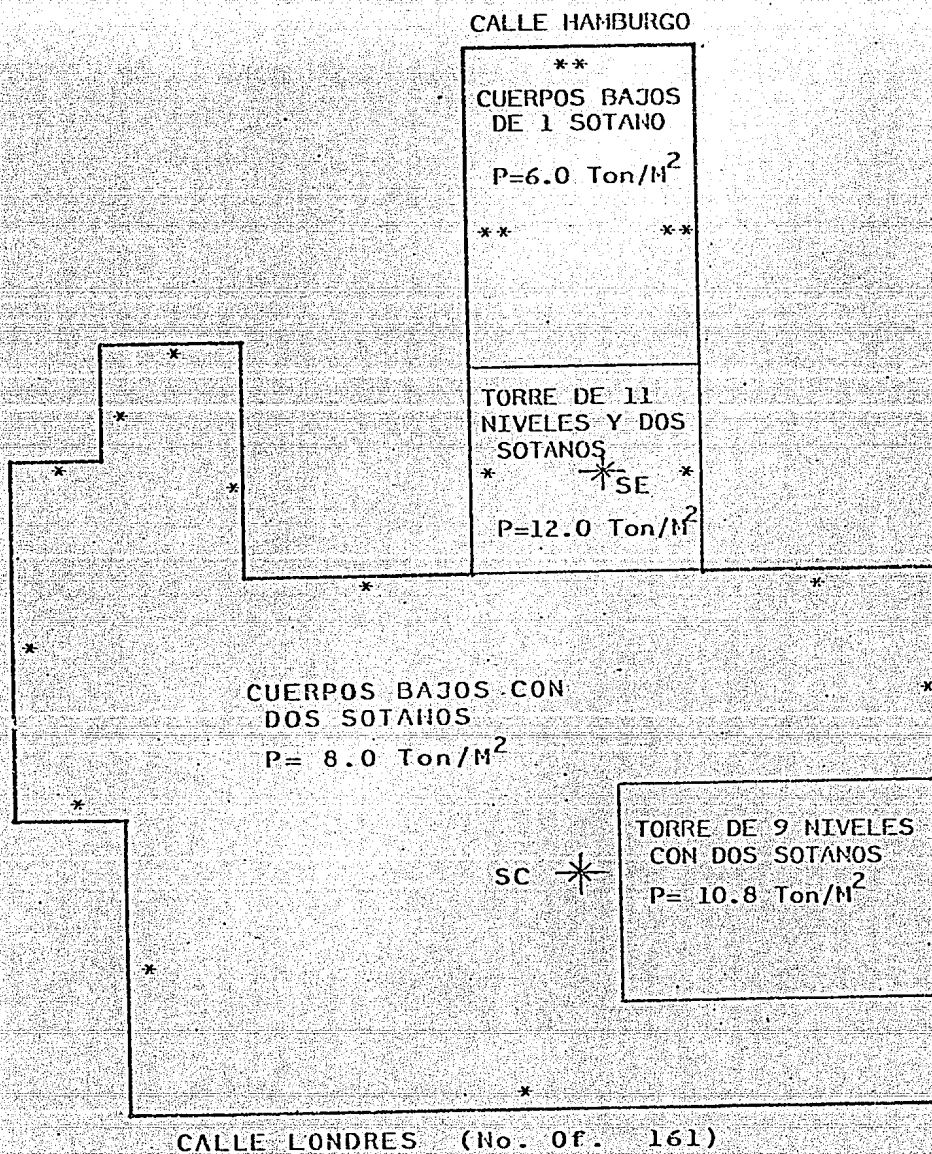 CALLE HAMBURGO
**
CUERPOS BAJOS
DE 1 SOTANO
P=6.0 Ton/M²
** **
TORRE DE 11
NIVELES Y DOS
SOTANOS
* SE *
P=12.0 Ton/M²
CUERPOS BAJOS CON
DOS SOTANOS
P= 8.0 Ton/M²
TORRE DE 9 NIVELES
CON DOS SOTANOS
P= 10.8 Ton/M²
SC
CALLE LONDRES (No. Of. 161)